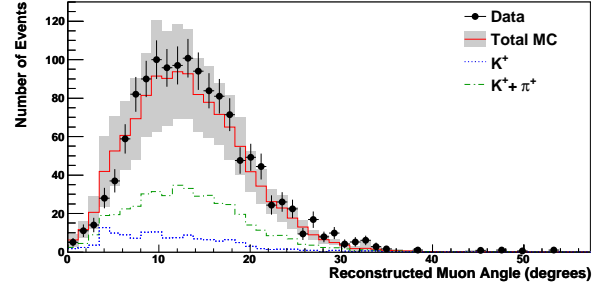 Number of Events
120
100
80
60
40
20
0
0 10 20 30 40 50
Reconstructed Muon Angle (degrees)
Data
Total MC
K⁺
K⁺ + π⁺